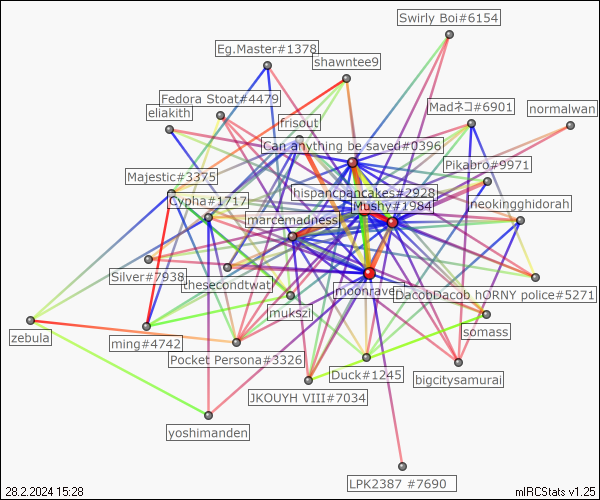 Swirly Boi#6154
Eg.Master#1378
shawntee9
Fedora Stoat#4479
eliakith
Madネコ#6901
normalwan
frisout
Can anything be saved#0396
Pikabro#9971
Majestic#3375
hispancpancakes#2928
Cypha#1717
Mushy#1984
neokingghidorah
marcemadness
Silver#7938
thesecondtwat
moonrave
DacobDacob hORNY police#5271
mukszi
zebula
ming#4742
somass
Pocket Persona#3326
Duck#1245
bigcitysamurai
JKOUYH VIII#7034
yoshimanden
LPK2387 #7690
28.2.2024 15:28
mIRCStats v1.25